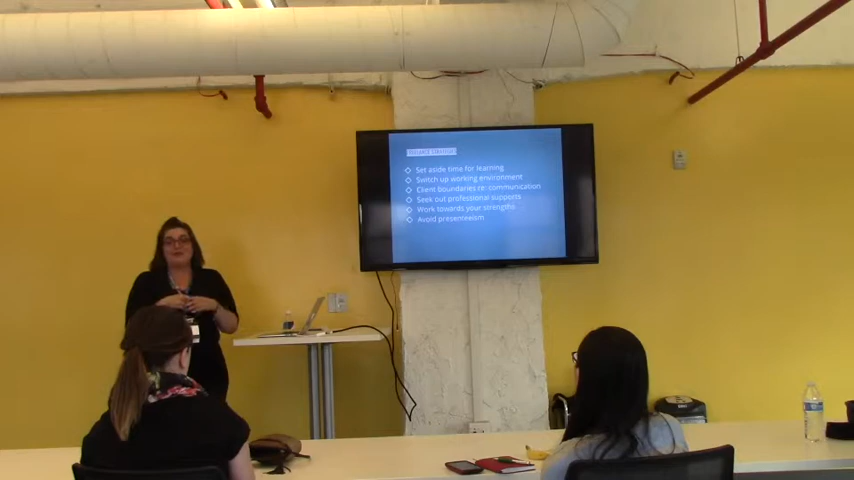 Set aside time for learning
Switch up working environment
Client boundaries re: communication
Seek out professional supports
Work towards your strengths
Avoid presenteeism